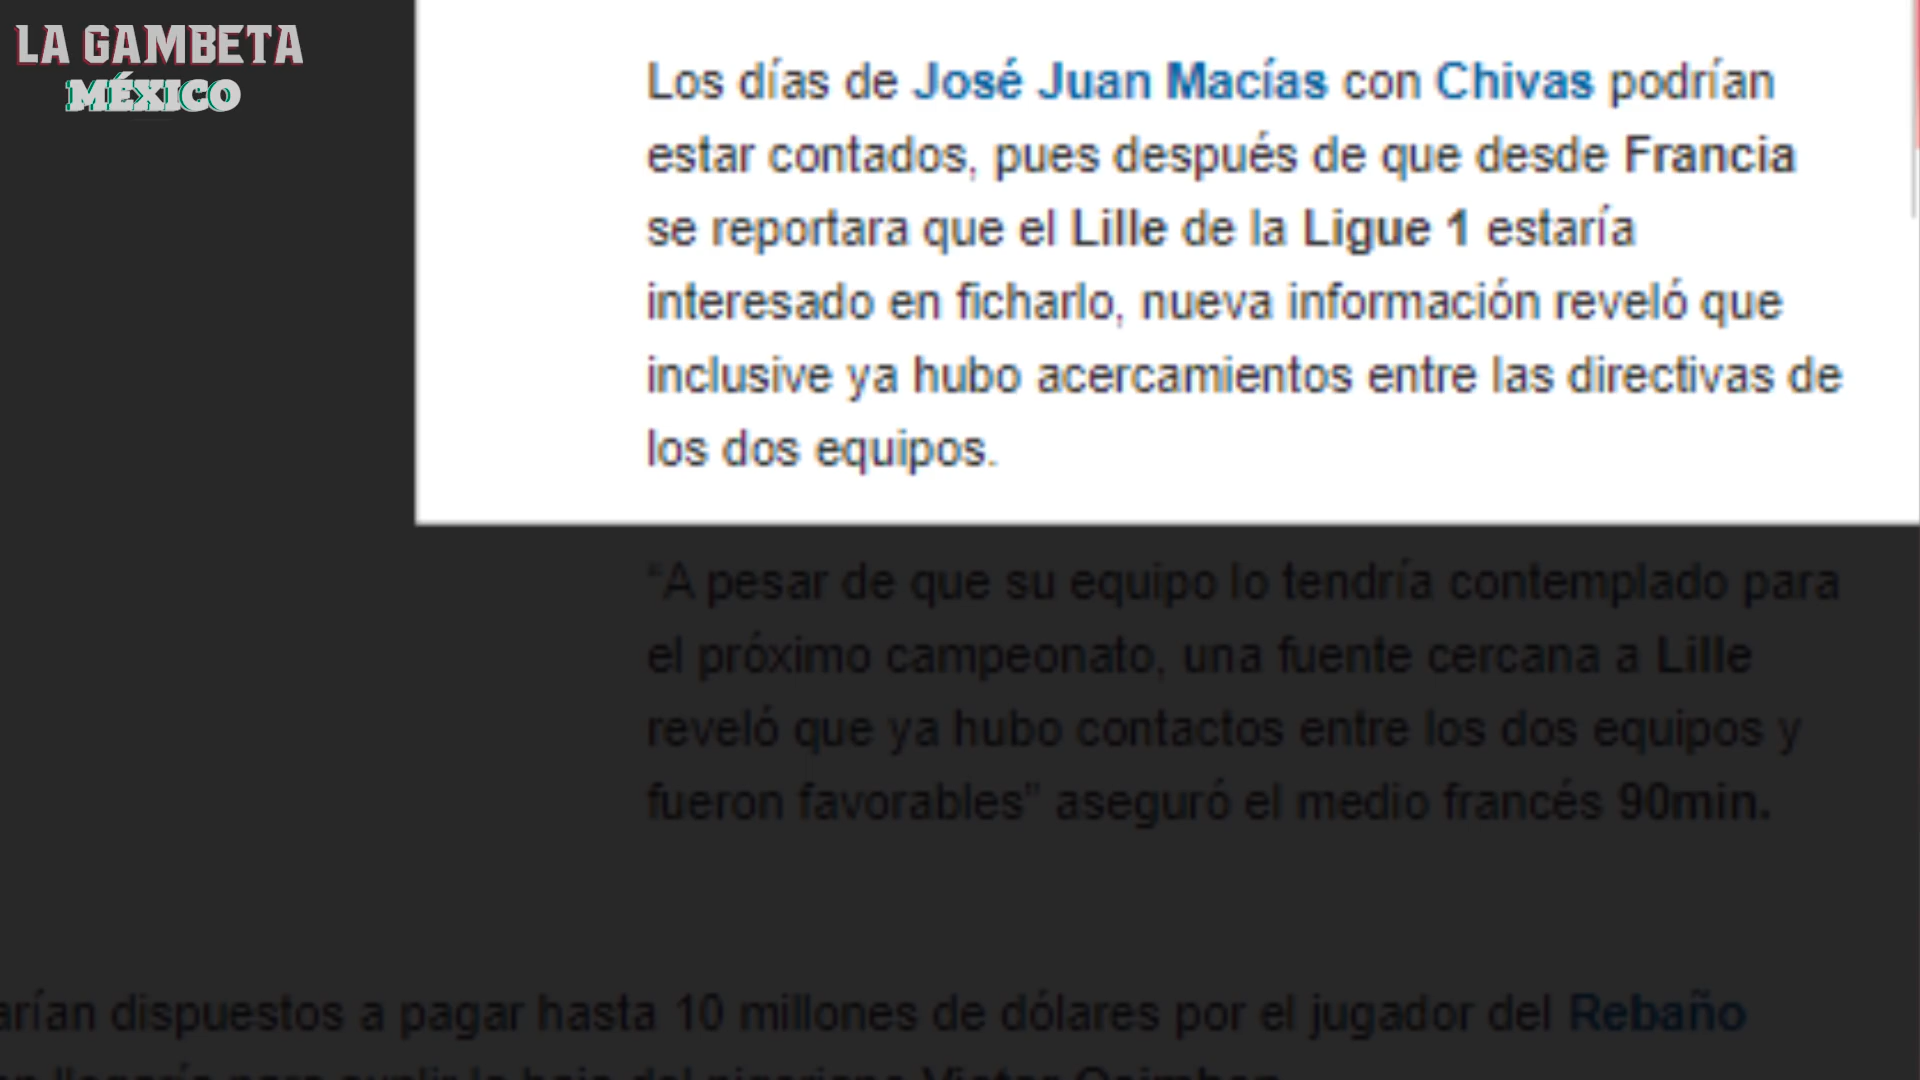 LA GAMBETA
MÉXICO
Los días de José Juan Macías con Chivas podrían
estar contados, pues después de que desde Francia
se reportara que el Lille de la Ligue 1 estaría
interesado en ficharlo, nueva información reveló que
inclusive ya hubo acercamientos entre las directivas de
los dos equipos.
“A pesar de que su equipo lo tendría contemplado para
el próximo campeonato, una fuente cercana a Lille
reveló que ya hubo contactos entre los dos equipos y
fueron favorables” aseguró el medio francés 90min.
arían dispuestos a pagar hasta 10 millones de dólares por el jugador del Rebaño